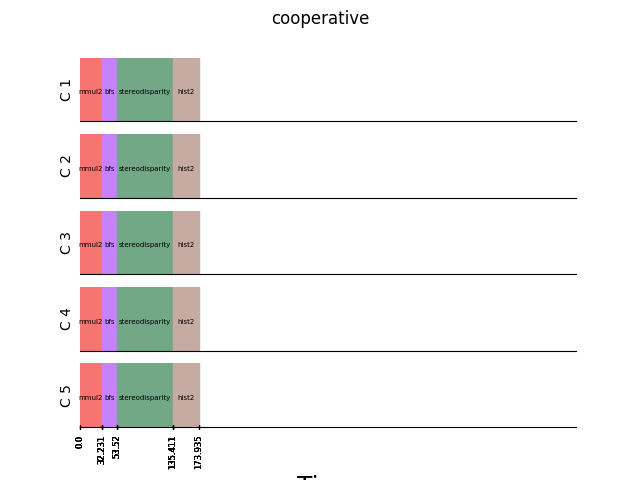 cooperative
C 1
mmul2 bfs stereodisparity hist2
C 2
mmul2 bfs stereodisparity hist2
C 3
mmul2 bfs stereodisparity hist2
C 4
mmul2 bfs stereodisparity hist2
C 5
mmul2 bfs stereodisparity hist2
0.0
32.231
53.52
135.411
173.935